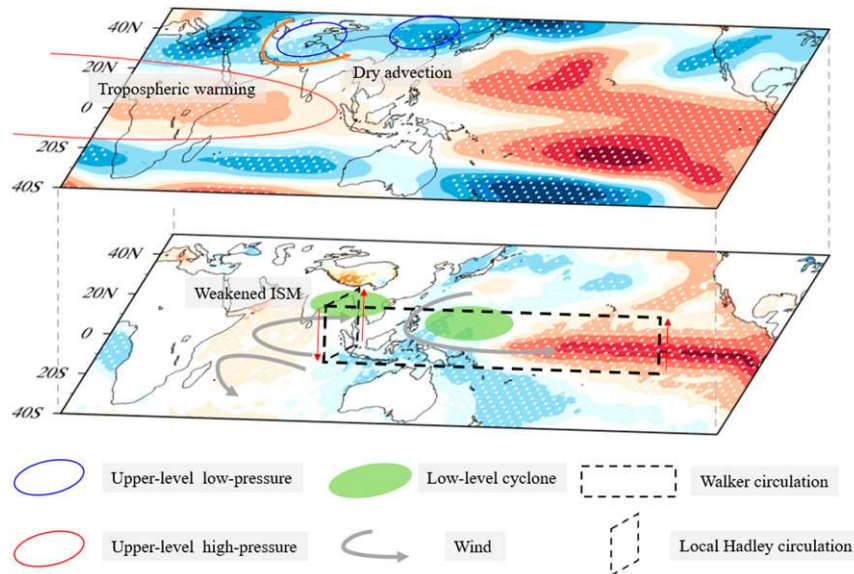 40N
20N
0
20S
40S
Tropospheric warming
Dry advection
40N
20N
0
20S
40S
Weakened ISM
Upper-level low-pressure
Low-level cyclone
Walker circulation
Upper-level high-pressure
Wind
Local Hadley circulation